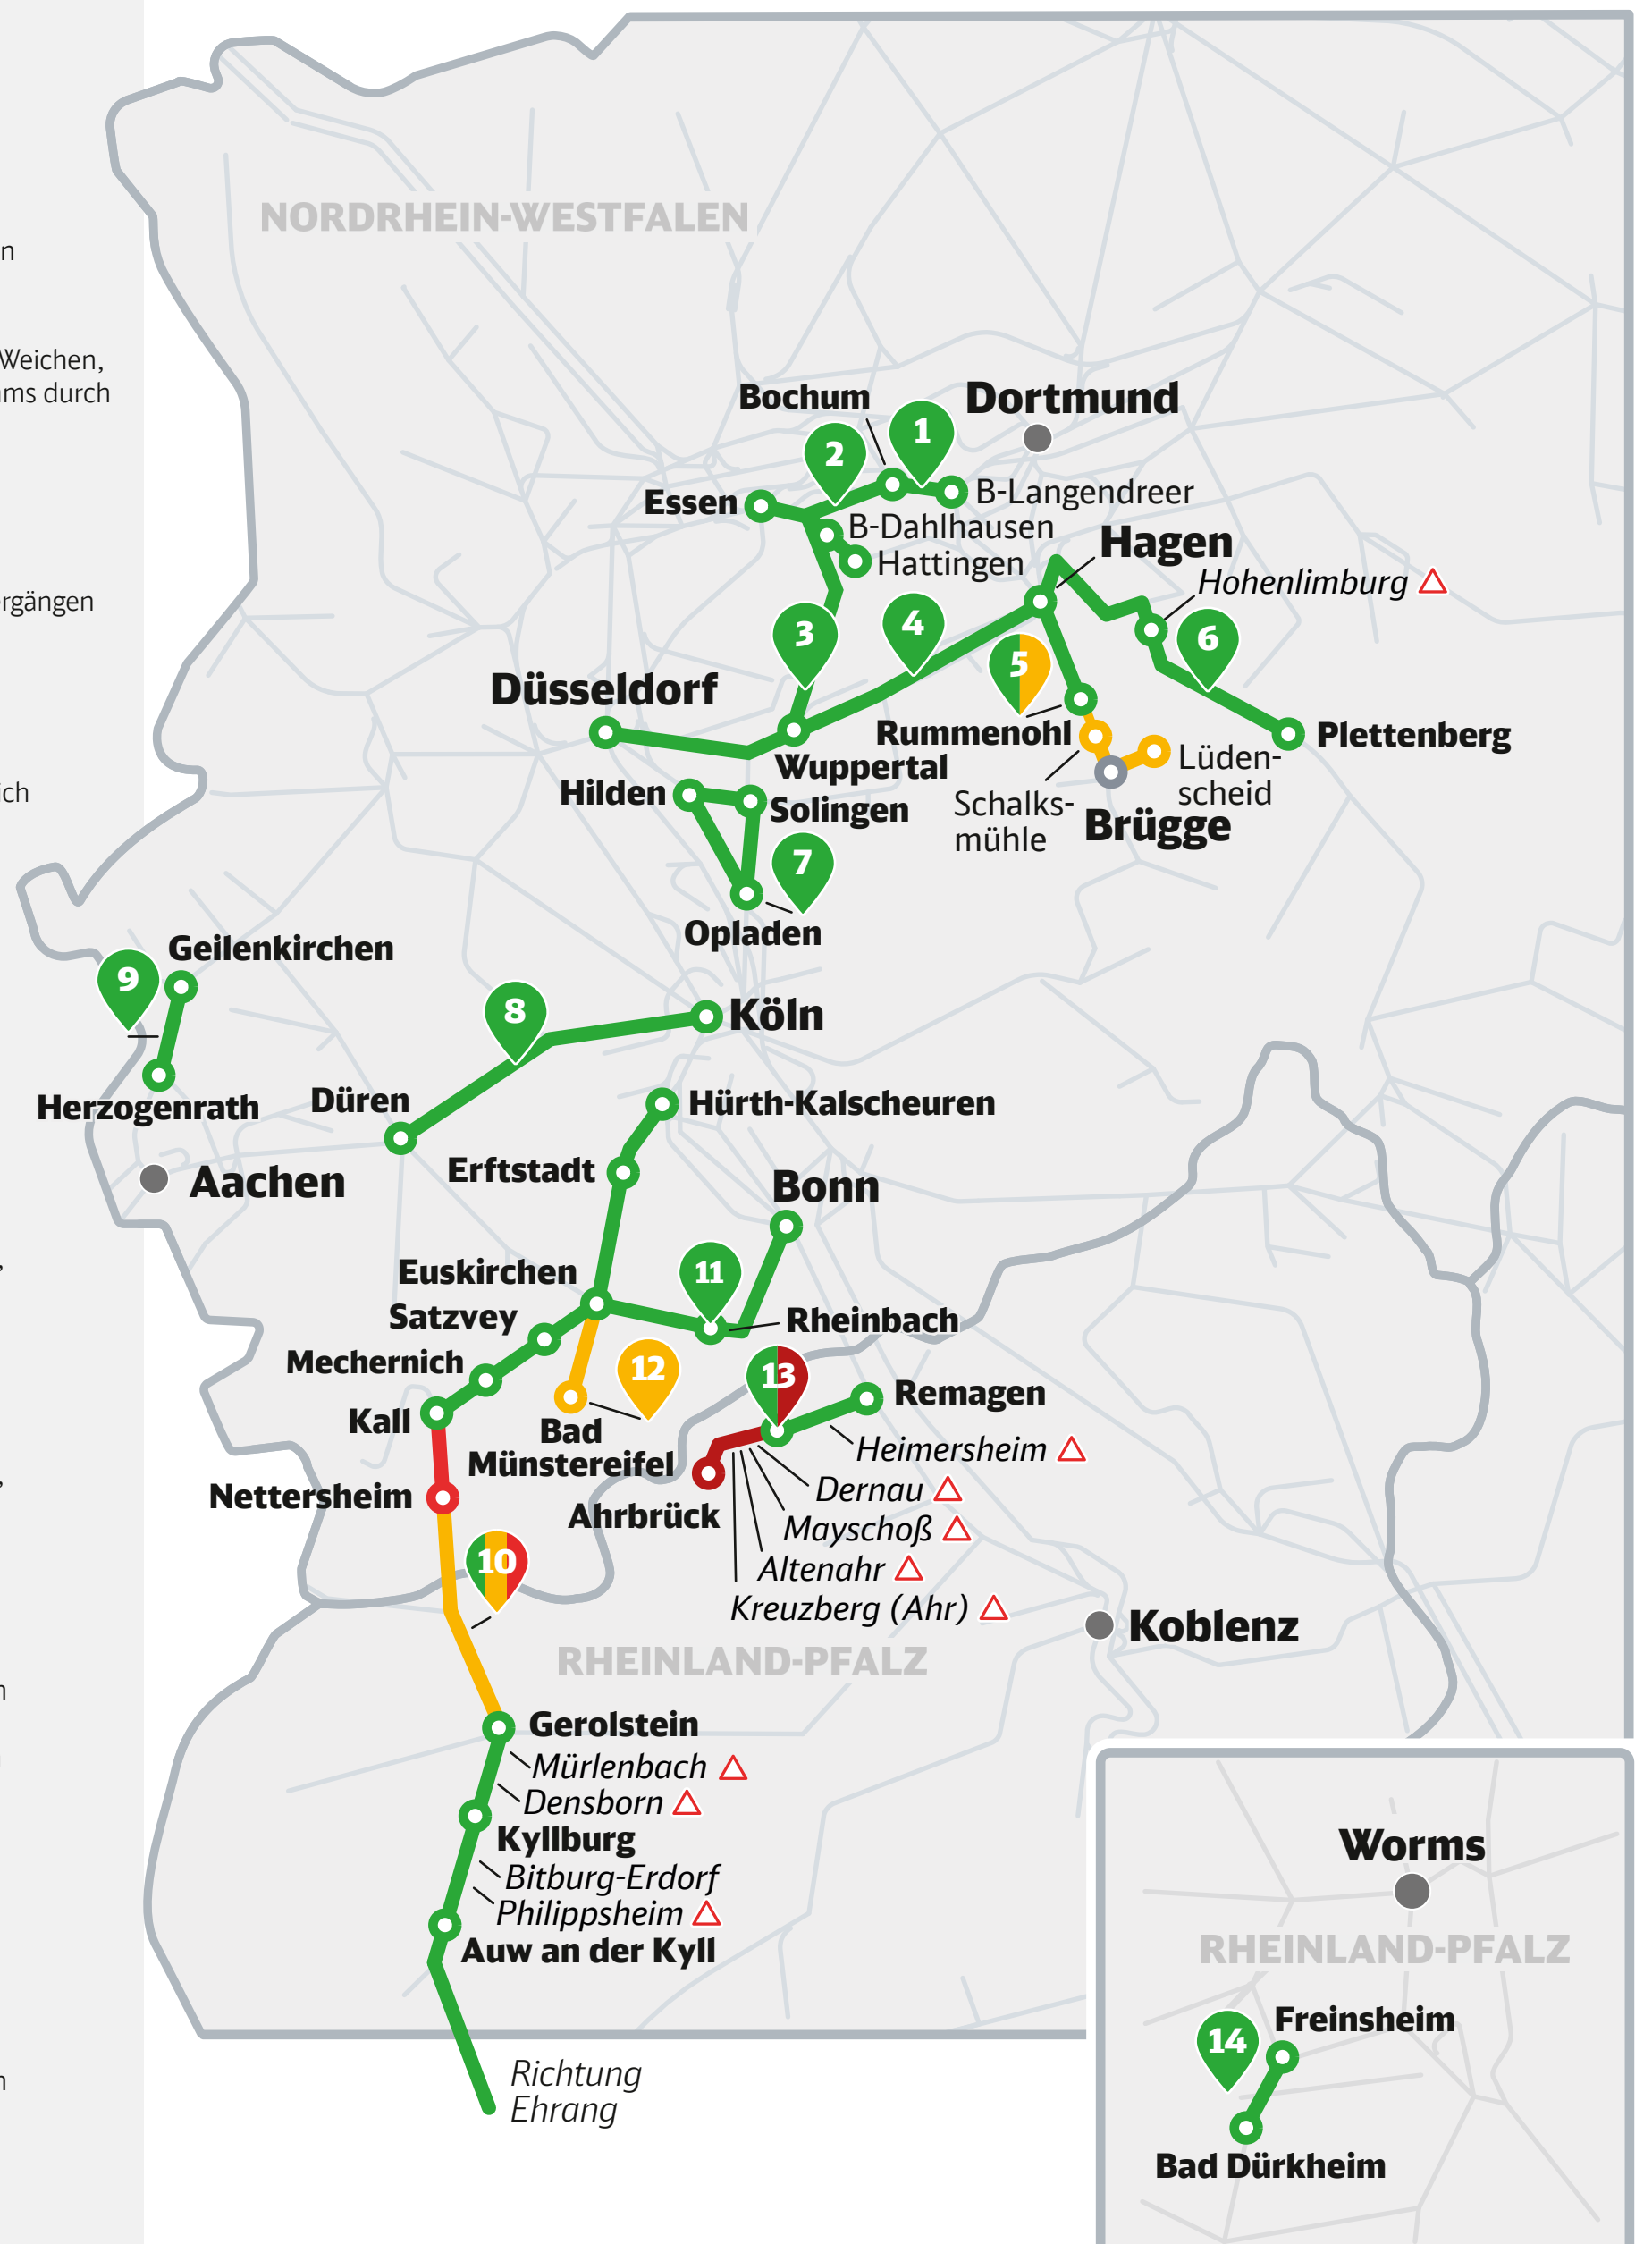 NORDRHEIN-WESTFALEN
Weichen,
durch
Bochum
Dortmund
1
2
Essen
B-Langendreer
B-Dahlhausen
Hattingen
Hagen
Hohenlimburg
3
4
5
6
Düsseldorf
Rummenohl
Plettenberg
Wuppertal
Lüden-
scheid
Hilden
Solingen
Schalks-
mühle
Brügge
7
Opladen
Geilenkirchen
9
8
Köln
Herzogenrath
Düren
Hürth-Kalscheuren
Aachen
Erftstadt
Bonn
Euskirchen
11
Satzvey
Rheinbach
Mechernich
12
13
Remagen
Kall
Bad
Münstereifel
Heimersheim
Nettersheim
Ahrbrück
Dernau
Mayschoß
10
Altenahr
Kreuzberg (Ahr)
Koblenz
RHEINLAND-PFALZ
Gerolstein
Mürlenbach
Densborn
Kyllburg
Bitburg-Erdorf
Philippsheim
Auw an der Kyll
Richtung
Ehrang
Worms
RHEINLAND-PFALZ
Freinsheim
14
Bad Dürkheim